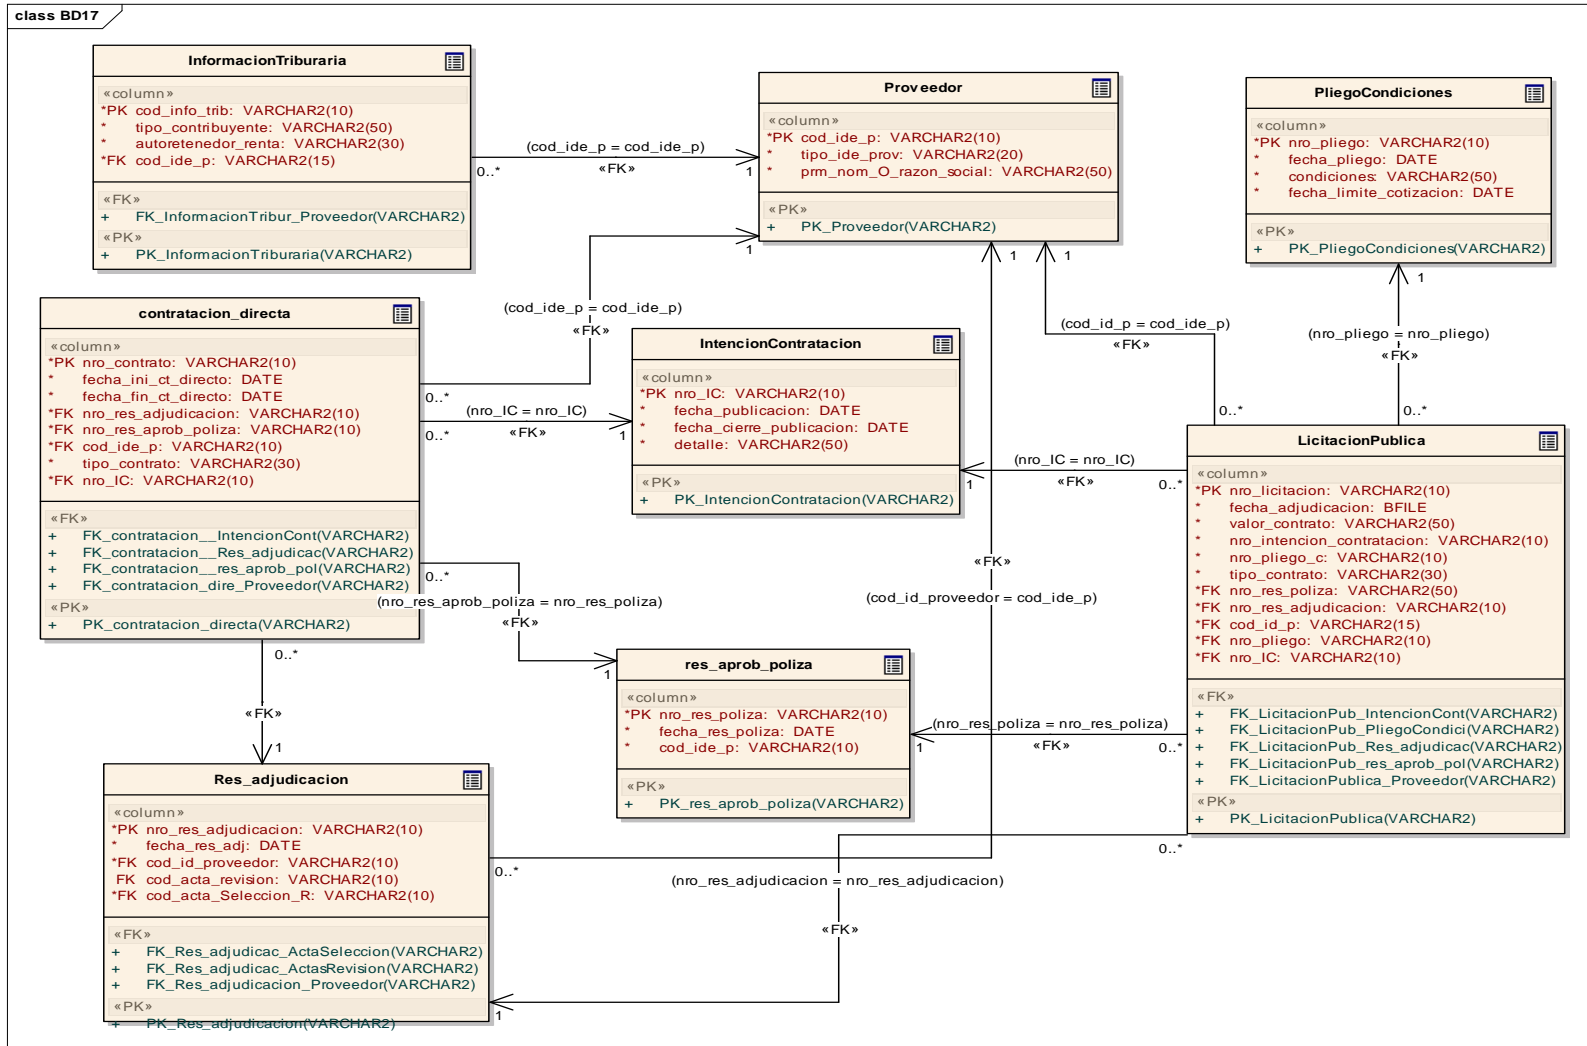 class BD17
InformacionTriburaria
«column»
*PK cod_info_trib: VARCHAR2(10)
* tipo_contribuyente: VARCHAR2(50)
* autoretenedor_renta: VARCHAR2(30)
*FK cod_ide_p: VARCHAR2(15)
«FK»
+ FK_InformacionTribur_Proveedor(VARCHAR2)
«PK»
+ PK_InformacionTriburaria(VARCHAR2)
(cod_ide_p = cod_ide_p)
«FK»
0..*
1
Proveedor
«column»
*PK cod_ide_p: VARCHAR2(10)
* tipo_ide_prov: VARCHAR2(20)
* prm_nom_O_razon_social: VARCHAR2(50)
«PK»
+ PK_Proveedor(VARCHAR2)
PliegoCondiciones
«column»
*PK nro_pliego: VARCHAR2(10)
* fecha_pliego: DATE
* condiciones: VARCHAR2(50)
* fecha_limite_cotizacion: DATE
«PK»
+ PK_PliegoCondiciones(VARCHAR2)
1
1
1
1
(cod_ide_p = cod_ide_p)
«FK»
0..*
(cod_id_p = cod_ide_p)
«FK»
0..*
(nro_pliego = nro_pliego)
«FK»
0..*
contratacion_directa
«column»
*PK nro_contrato: VARCHAR2(10)
* fecha_ini_ct_directo: DATE
* fecha_fin_ct_directo: DATE
*FK nro_res_adjudicacion: VARCHAR2(10)
*FK nro_res_aprob_poliza: VARCHAR2(10)
*FK cod_ide_p: VARCHAR2(10)
* tipo_contrato: VARCHAR2(30)
*FK nro_IC: VARCHAR2(10)
«FK»
+ FK_contratacion__IntencionCont(VARCHAR2)
+ FK_contratacion__Res_adjudicac(VARCHAR2)
+ FK_contratacion__res_aprob_pol(VARCHAR2)
+ FK_contratacion_dire_Proveedor(VARCHAR2)
«PK»
+ PK_contratacion_directa(VARCHAR2)
(nro_IC = nro_IC)
0..*
«FK»
1
IntencionContratacion
«column»
*PK nro_IC: VARCHAR2(10)
* fecha_publicacion: DATE
* fecha_cierre_publicacion: DATE
* detalle: VARCHAR2(50)
«PK»
+ PK_IntencionContratacion(VARCHAR2)
(nro_IC = nro_IC)
1
«FK»
0..*
LicitacionPublica
«column»
*PK nro_licitacion: VARCHAR2(10)
* fecha_adjudicacion: BFILE
* valor_contrato: VARCHAR2(50)
* nro_intencion_contratacion: VARCHAR2(10)
* nro_pliego_c: VARCHAR2(10)
* tipo_contrato: VARCHAR2(30)
*FK nro_res_poliza: VARCHAR2(50)
*FK nro_res_adjudicacion: VARCHAR2(10)
*FK cod_id_p: VARCHAR2(15)
*FK nro_pliego: VARCHAR2(10)
*FK nro_IC: VARCHAR2(10)
«FK»
+ FK_LicitacionPub_IntencionCont(VARCHAR2)
+ FK_LicitacionPub_PliegoCondici(VARCHAR2)
+ FK_LicitacionPub_Res_adjudicac(VARCHAR2)
+ FK_LicitacionPub_res_aprob_pol(VARCHAR2)
+ FK_LicitacionPublica_Proveedor(VARCHAR2)
«PK»
+ PK_LicitacionPublica(VARCHAR2)
«FK»
(cod_id_proveedor = cod_ide_p)
0..*
(nro_res_aprob_poliza = nro_res_poliza)
«FK»
1
res_aprob_poliza
«column»
*PK nro_res_poliza: VARCHAR2(10)
* fecha_res_poliza: DATE
* cod_ide_p: VARCHAR2(10)
«PK»
+ PK_res_aprob_poliza(VARCHAR2)
(nro_res_poliza = nro_res_poliza)
1
«FK»
0..*
0..*
«FK»
1
Res_adjudicacion
«column»
*PK nro_res_adjudicacion: VARCHAR2(10)
* fecha_res_adj: DATE
*FK cod_id_proveedor: VARCHAR2(10)
FK cod_acta_revision: VARCHAR2(10)
*FK cod_acta_Seleccion_R: VARCHAR2(10)
«FK»
+ FK_Res_adjudicac_ActaSeleccion(VARCHAR2)
+ FK_Res_adjudicac_ActasRevision(VARCHAR2)
+ FK_Res_adjudicacion_Proveedor(VARCHAR2)
«PK»
+ PK_Res_adjudicacion(VARCHAR2)
0..*
0..*
(nro_res_adjudicacion = nro_res_adjudicacion)
«FK»
1